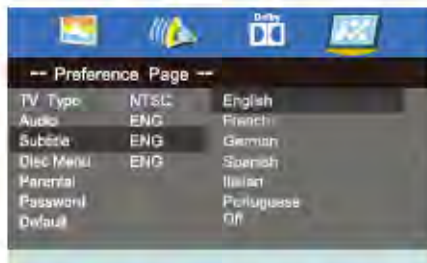 Dolby
-- Preference Page --
TV Type NTSC English
Audio ENG French
Subtitle ENG German
Disc Menu ENG Spanish
Parental Italian
Password Portuguese
Default Off